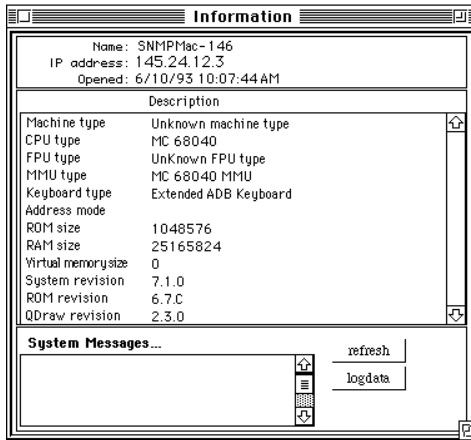 Information
Name: SNMPMac-146
IP address: 145.24.12.3
Opened: 6/10/93 10:07:44 AM
Description
Machine type Unknown machine type
CPU type MC 68040
FPU type UnKnown FPU type
MMU type MC 68040 MMU
Keyboard type Extended ADB Keyboard
Address mode
ROM size 1048576
RAM size 25165824
Virtual memory size 0
System revision 7.1.0
ROM revision 6.7.C
QDraw revision 2.3.0
System Messages...
refresh
logdata